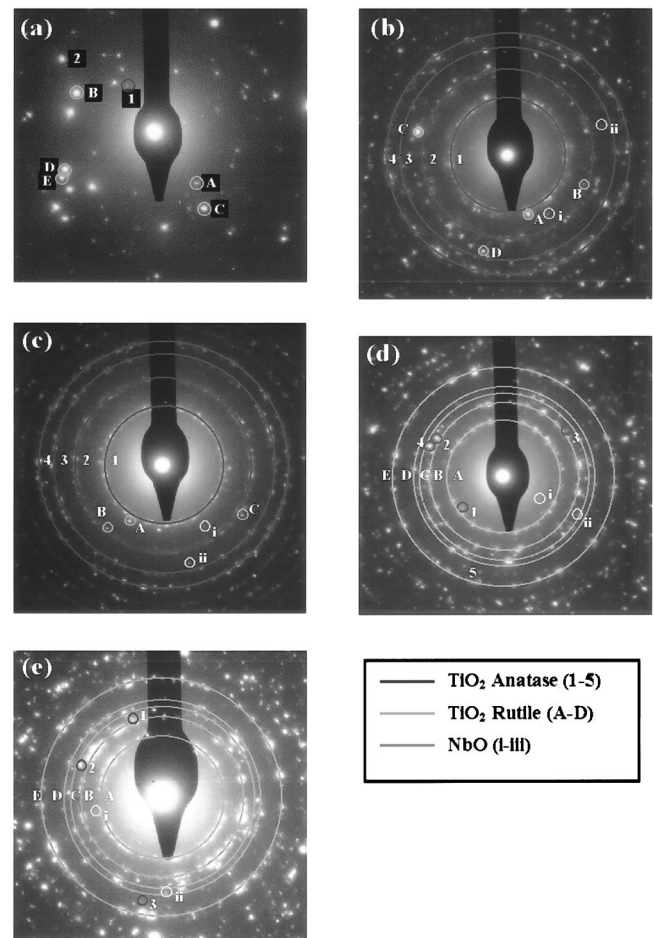 (a)
2
B
1
D
E
A
C
(b)
C
ii
4 3 2 1
B
A i
D
(c)
4 3 2 1
B
A
C
i
ii
(d)
4 2
3
E D C B A
i
1
ii
5
(e)
1
2
E D C B A
i
ii
3
TiO₂ Anatase (1-5)
TiO₂ Rutile (A-D)
NbO (i-iii)